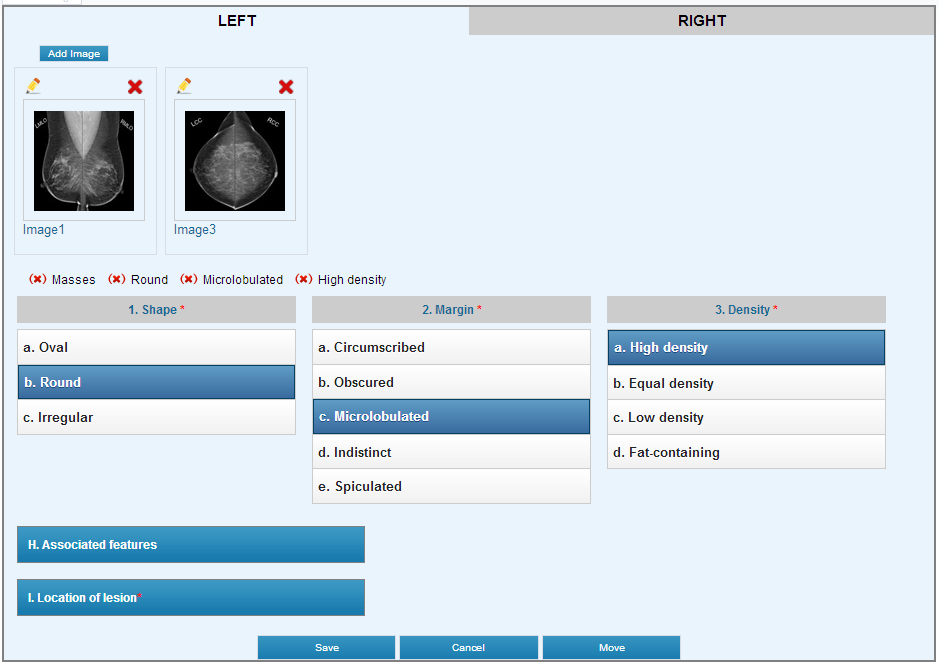 LEFT RIGHT
Add Image
LMLO RMLO LCC RCC
Image1 Image3
(x) Masses (x) Round (x) Microlobulated (x) High density
1. Shape * 2. Margin * 3. Density *
a. Oval a. Circumscribed a. High density
b. Round b. Obscured b. Equal density
c. Irregular c. Microlobulated c. Low density
d. Indistinct d. Fat-containing
e. Spiculated
H. Associated features
I. Location of lesion*
Save Cancel Move